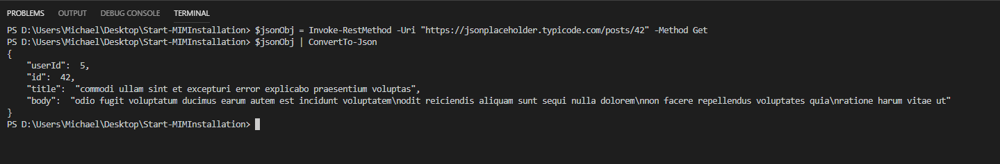 PROBLEMS OUTPUT DEBUG CONSOLE TERMINAL
PS D:\Users\Michael\Desktop\Start-MIMInstallation> $jsonObj = Invoke-RestMethod -Uri "https://jsonplaceholder.typicode.com/posts/42" -Method Get
PS D:\Users\Michael\Desktop\Start-MIMInstallation> $jsonObj | ConvertTo-Json
{
    "userId":  5,
    "id":  42,
    "title":  "commodi ullam sint et excepturi error explicabo praesentium voluptas",
    "body":  "odio fugit voluptatum ducimus earum autem est incidunt voluptatem\nodit reiciendis aliquam sunt sequi nulla dolorem\nnon facere repellendus voluptates quia\nratione harum vitae ut"
}
PS D:\Users\Michael\Desktop\Start-MIMInstallation>